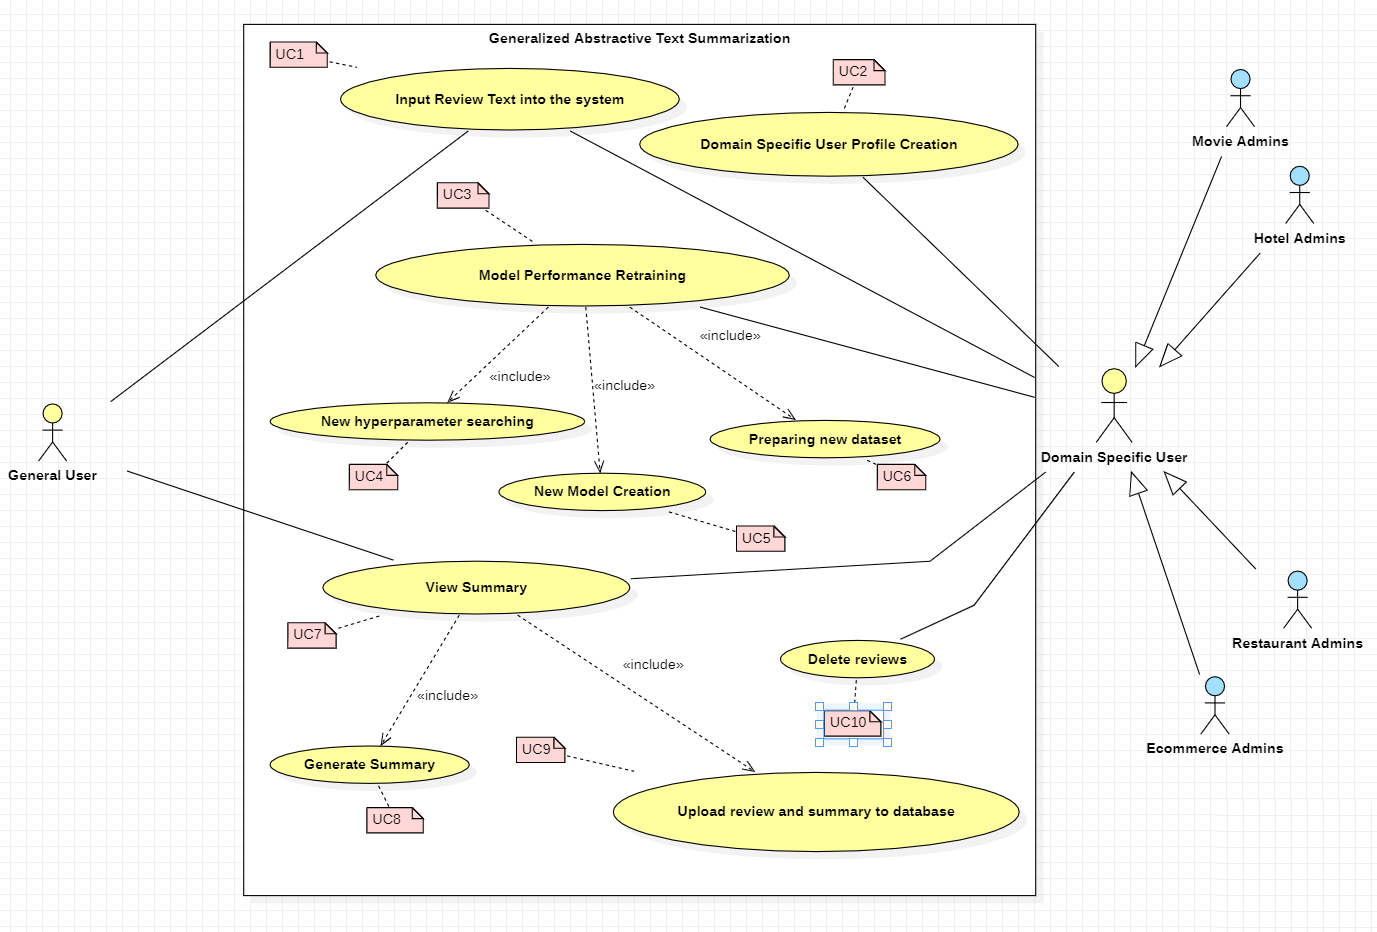 Generalized Abstractive Text Summarization
UC1
UC2
Input Review Text into the system
Domain Specific User Profile Creation
Movie Admins
UC3
Hotel Admins
Model Performance Retraining
«include»
«include»
«include»
New hyperparameter searching
Preparing new dataset
General User
Domain Specific User
UC4
UC6
New Model Creation
UC5
View Summary
UC7
Restaurant Admins
Delete reviews
«include»
«include»
UC10
UC9
Ecommerce Admins
Generate Summary
Upload review and summary to database
UC8